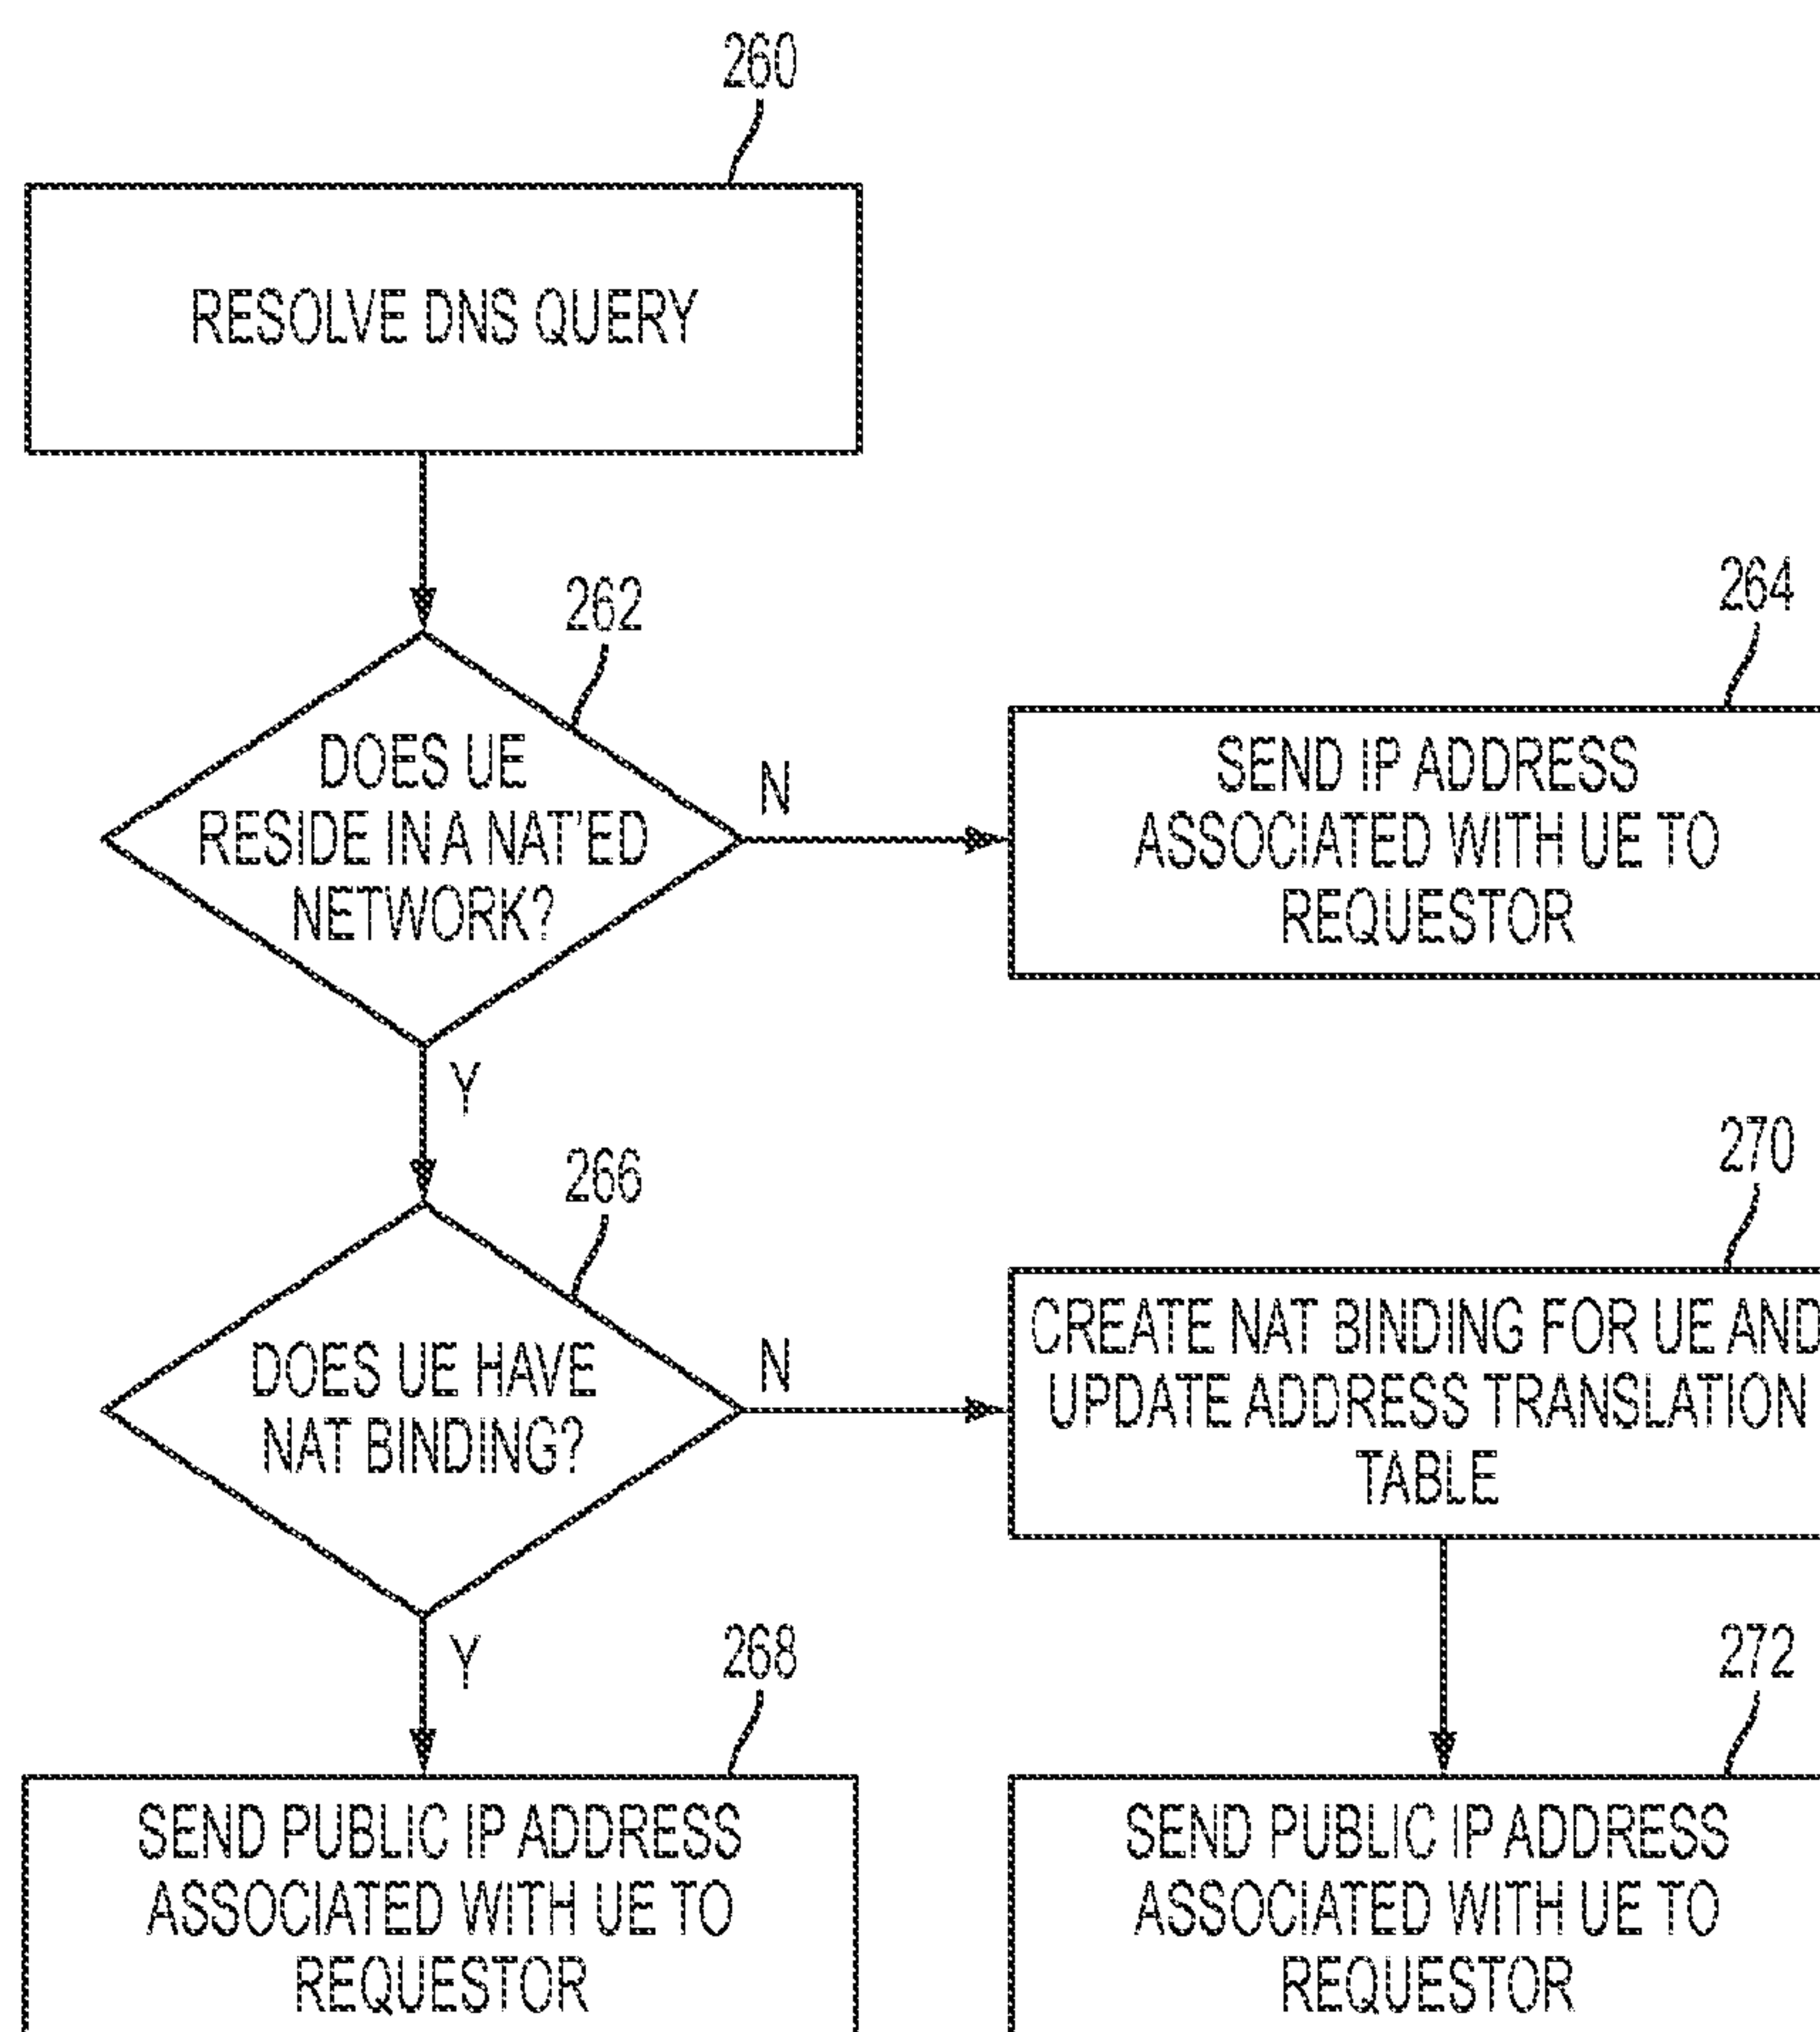 260
RESOLVE DNS QUERY
262
DOES UE
RESIDE IN A NAT'ED
NETWORK?
N
264
SEND IP ADDRESS
ASSOCIATED WITH UE TO
REQUESTOR
Y
266
DOES UE HAVE
NAT BINDING?
N
270
CREATE NAT BINDING FOR UE AND
UPDATE ADDRESS TRANSLATION
TABLE
Y
268
SEND PUBLIC IP ADDRESS
ASSOCIATED WITH UE TO
REQUESTOR
272
SEND PUBLIC IP ADDRESS
ASSOCIATED WITH UE TO
REQUESTOR